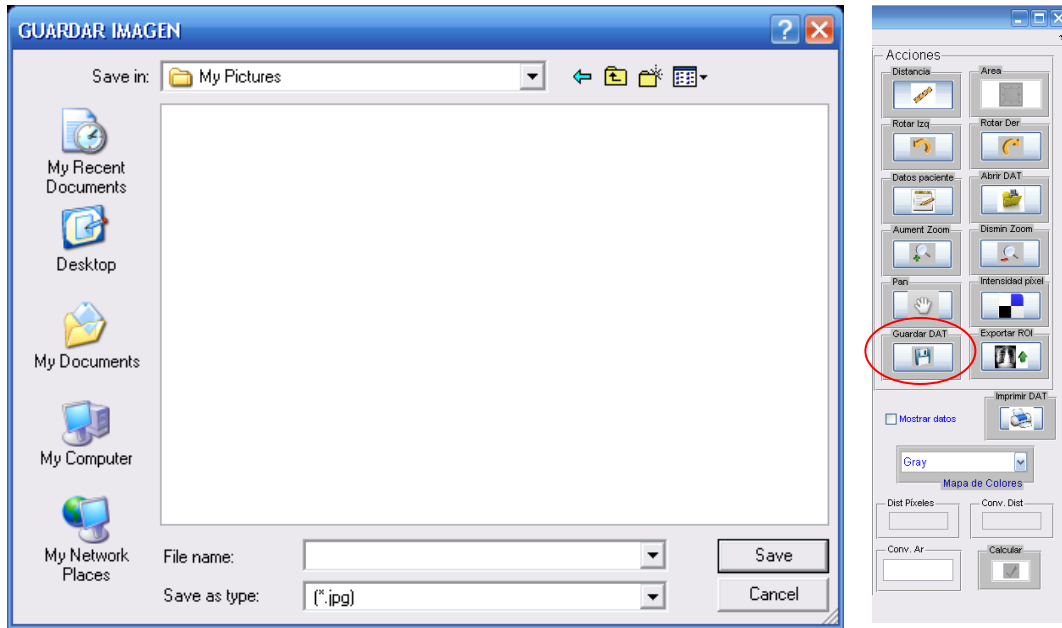 GUARDAR IMAGEN
Save in:
My Pictures
My Recent
Documents
Desktop
My Documents
My Computer
My Network
Places
File name:
Save
Save as type:
(*.jpg)
Cancel
Acciones
Distancia
Area
Rotar Izq
Rotar Der
Datos paciente
Abrir DAT
Aument Zoom
Dismin Zoom
Pan
Intensidad píxel
Guardar DAT
Exportar ROI
Imprimir DAT
Mostrar datos
Gray
Mapa de Colores
Dist Píxeles
Conv. Dist
Conv. Ar
Calcular